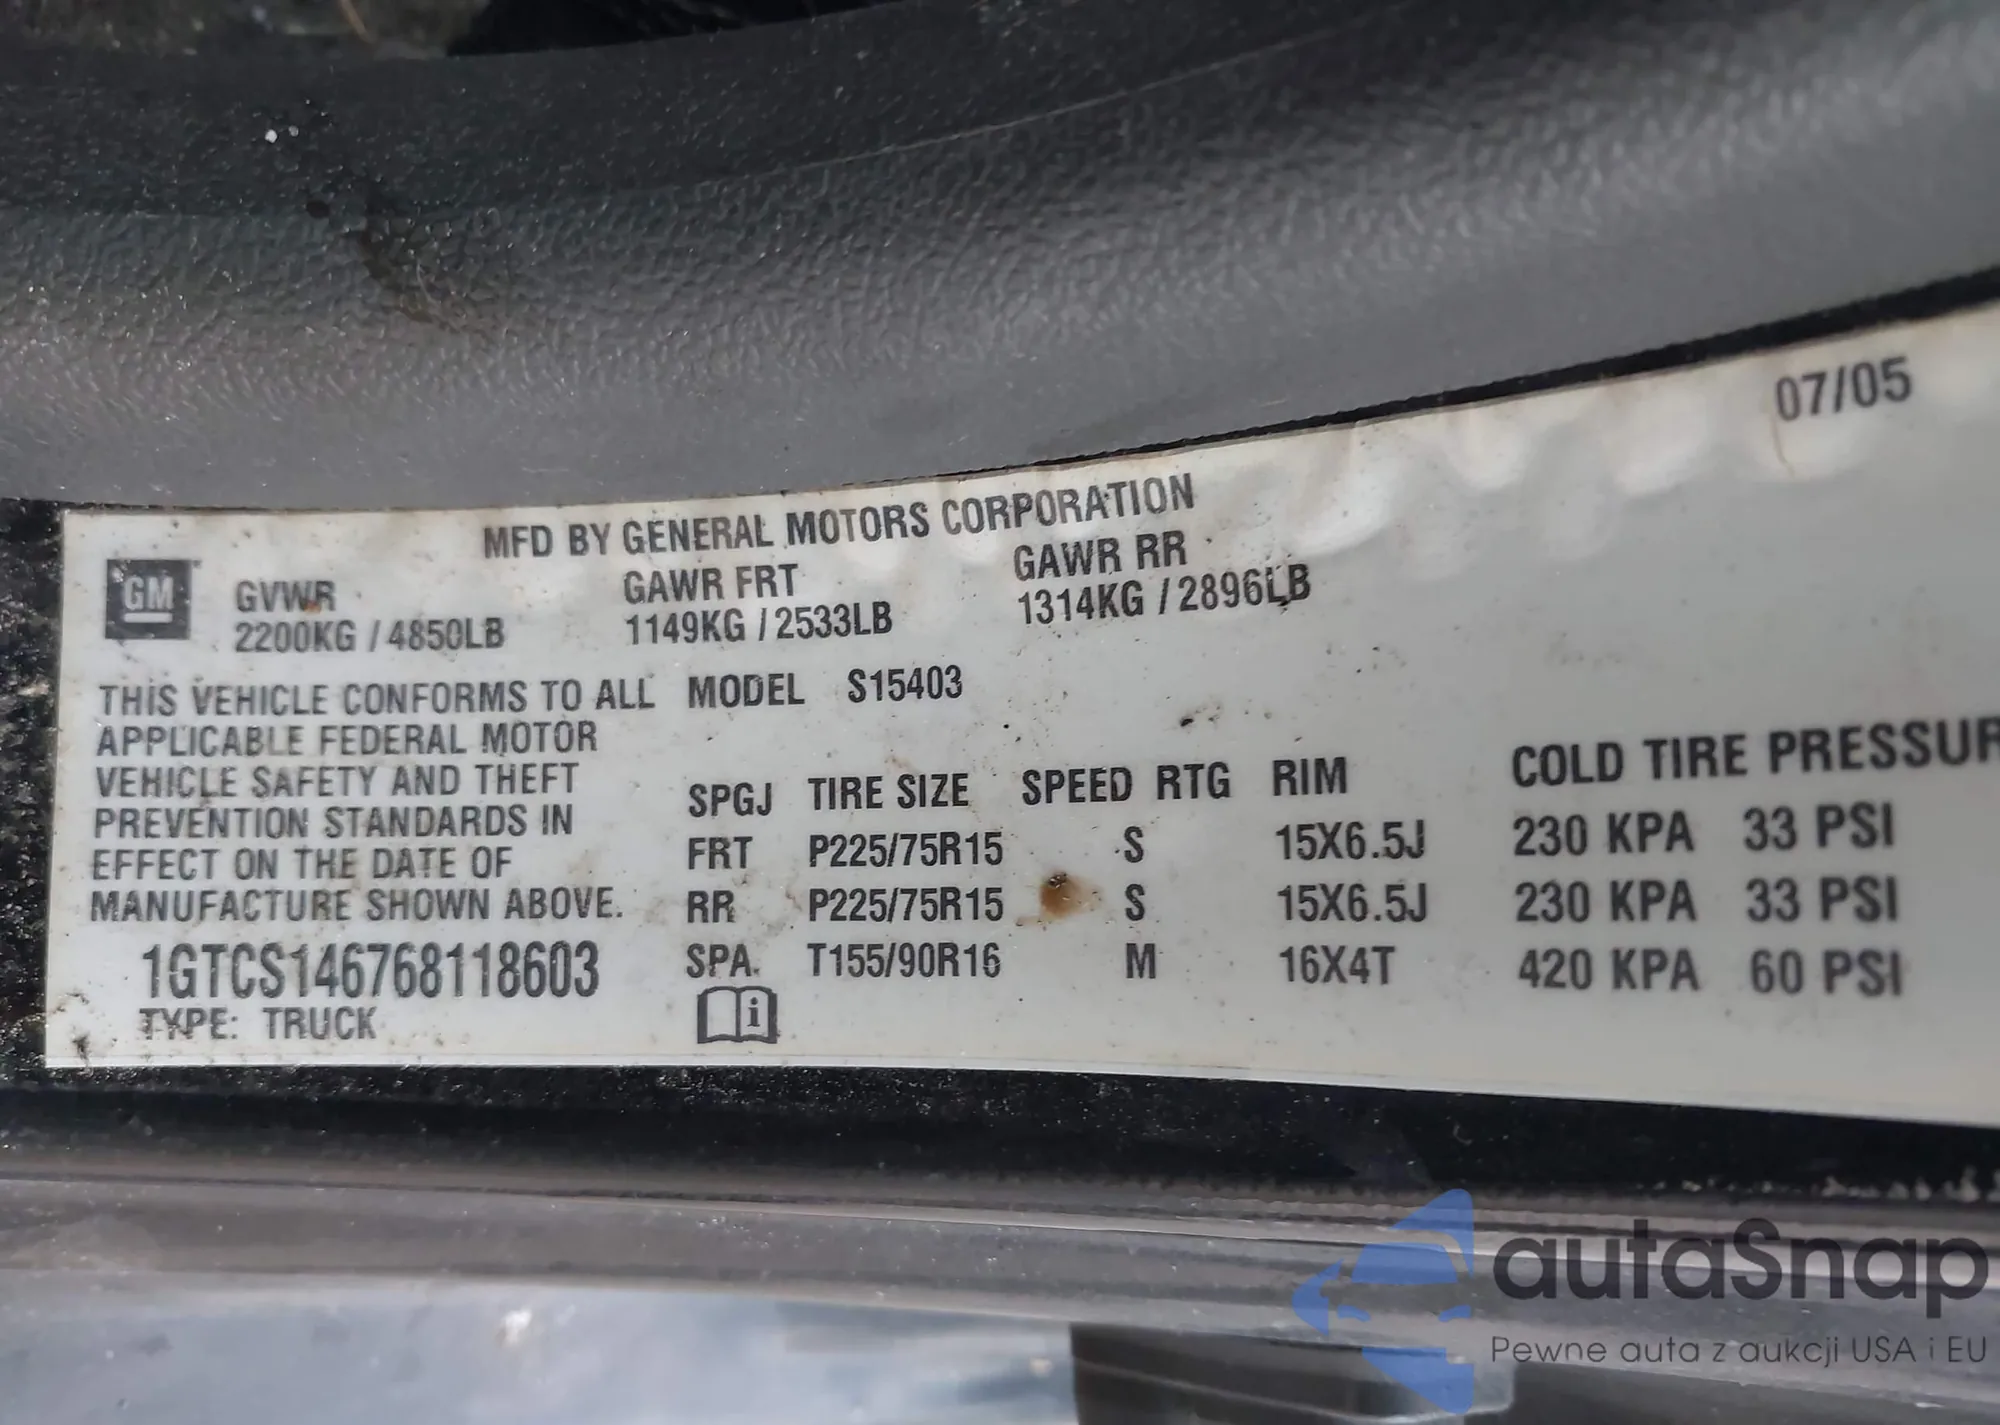 07/05
MFD BY GENERAL MOTORS CORPORATION
GM
GVWR GAWR FRT GAWR RR
2200KG / 4850LB 1149KG / 2533LB 1314KG / 2896LB
THIS VEHICLE CONFORMS TO ALL
APPLICABLE FEDERAL MOTOR
VEHICLE SAFETY AND THEFT
PREVENTION STANDARDS IN
EFFECT ON THE DATE OF
MANUFACTURE SHOWN ABOVE.
1GTCS146768118603
TYPE: TRUCK
MODEL S15403
SPGJ TIRE SIZE SPEED RTG RIM COLD TIRE PRESSUR
FRT P225/75R15 S 15X6.5J 230 KPA 33 PSI
RR P225/75R15 S 15X6.5J 230 KPA 33 PSI
SPA. T155/90R16 M 16X4T 420 KPA 60 PSI
i
autaSnap
Pewne auta z aukcji USA i EU